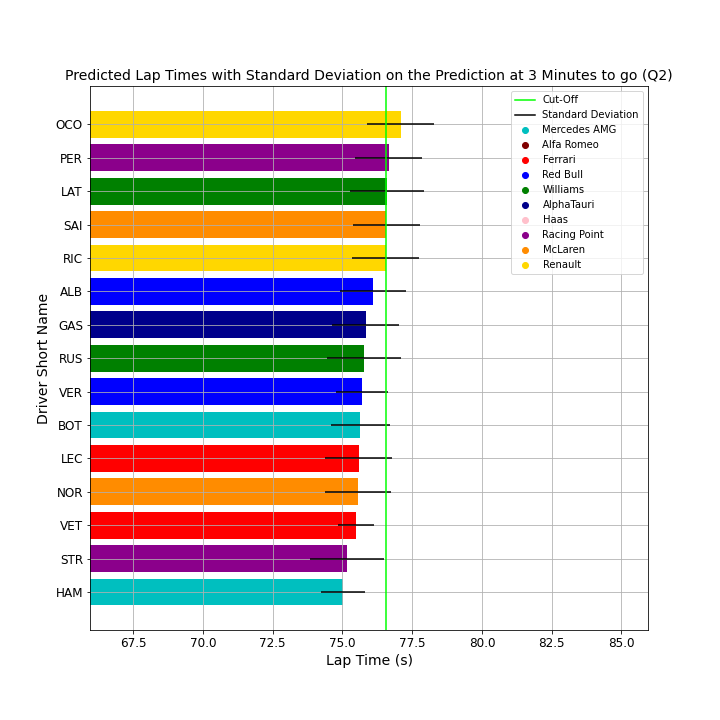 Predicted Lap Times with Standard Deviation on the Prediction at 3 Minutes to go (Q2)
Cut-Off
Standard Deviation
Mercedes AMG
Alfa Romeo
Ferrari
Red Bull
Williams
AlphaTauri
Haas
Racing Point
McLaren
Renault
Driver Short Name
OCO
PER
LAT
SAI
RIC
ALB
GAS
RUS
VER
BOT
LEC
NOR
VET
STR
HAM
67.5 70.0 72.5 75.0 77.5 80.0 82.5 85.0
Lap Time (s)